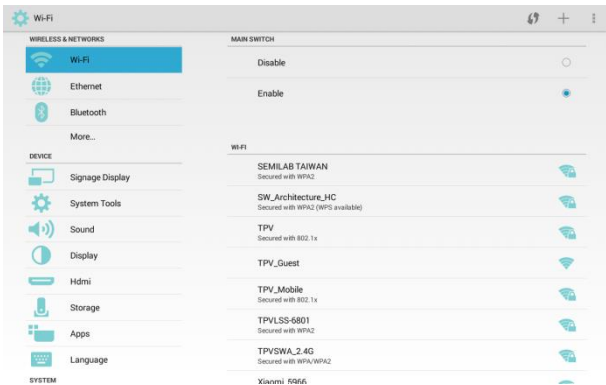 Wi-Fi
WIRELESS & NETWORKS
Wi-Fi
Ethernet
Bluetooth
More...
DEVICE
Signage Display
System Tools
Sound
Display
Hdmi
Storage
Apps
Language
SYSTEM
MAIN SWITCH
Disable
Enable
WI-FI
SEMILAB TAIWAN
Secured with WPA2
SW_Architecture_HC
Secured with WPA2 (WPS available)
TPV
Secured with 802.1x
TPV_Guest
TPV_Mobile
Secured with 802.1x
TPVLSS-6801
Secured with WPA2
TPVSWA_2.4G
Secured with WPA/WPA2
Xiaomi_5966